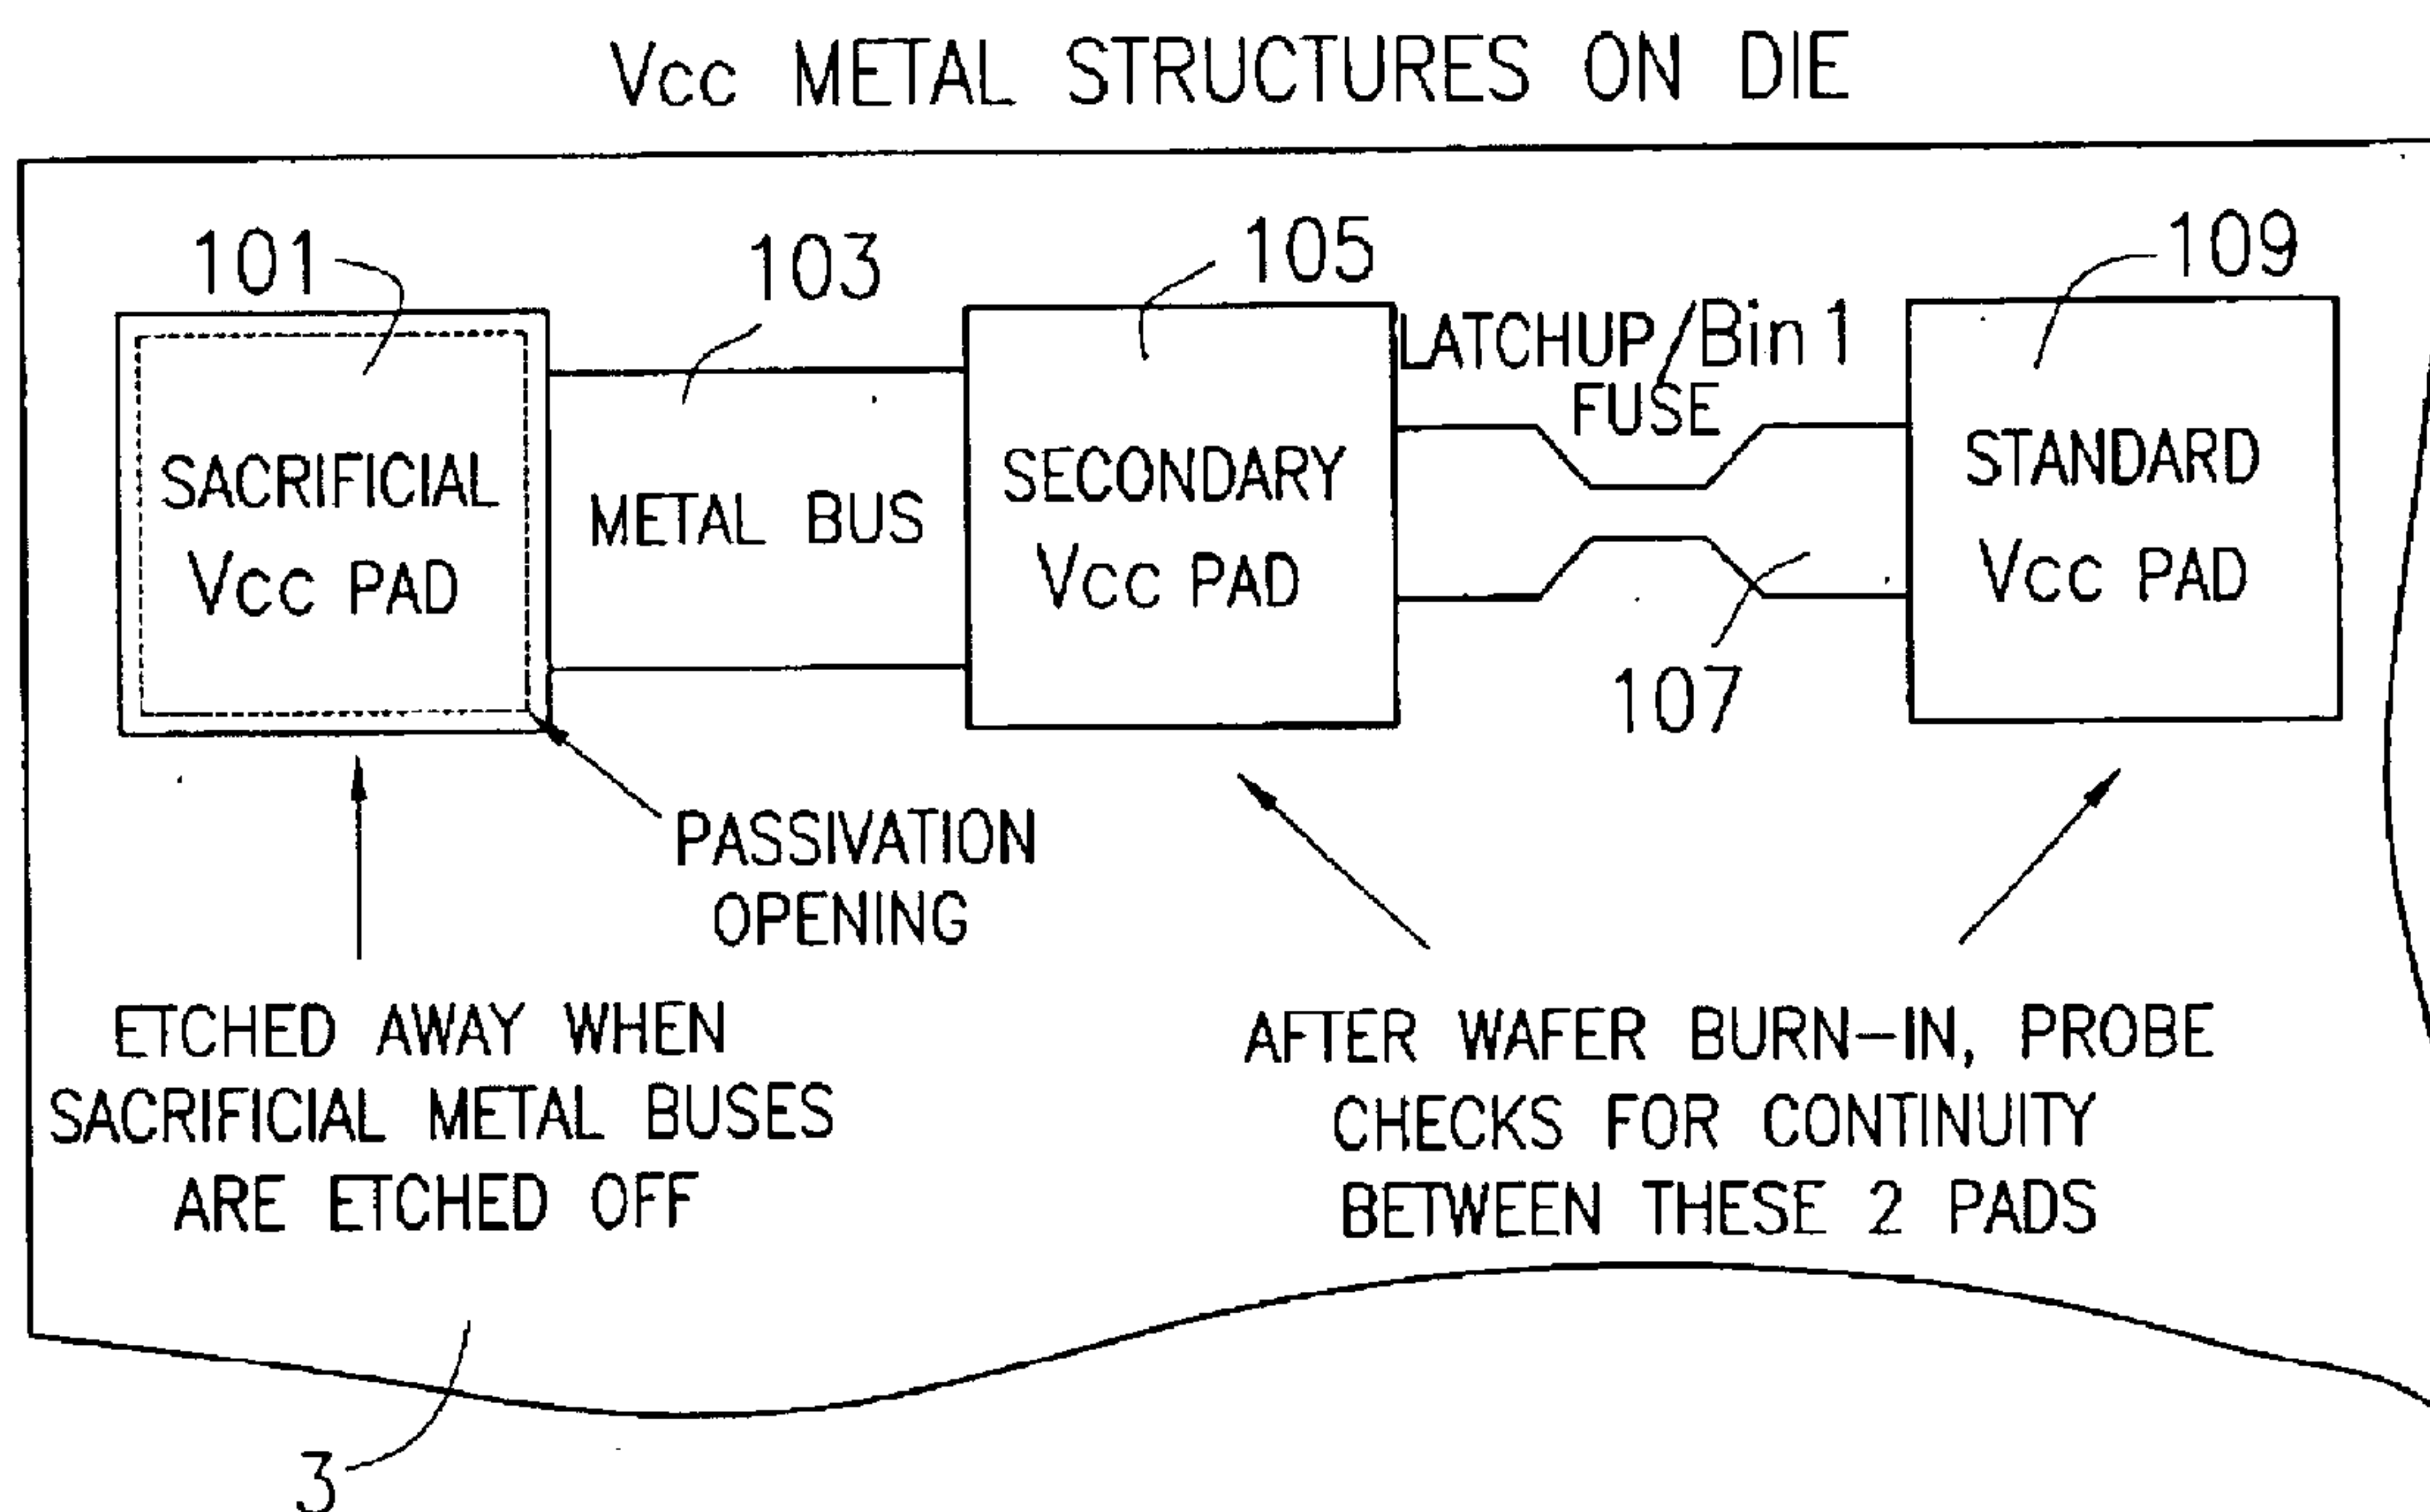 Vcc METAL STRUCTURES ON DIE
101
103
105
109
LATCHUP/Bin 1
FUSE
SACRIFICIAL
Vcc PAD
METAL BUS
SECONDARY
Vcc PAD
STANDARD
Vcc PAD
107
PASSIVATION
OPENING
ETCHED AWAY WHEN
SACRIFICIAL METAL BUSES
ARE ETCHED OFF
AFTER WAFER BURN-IN, PROBE
CHECKS FOR CONTINUITY
BETWEEN THESE 2 PADS
3